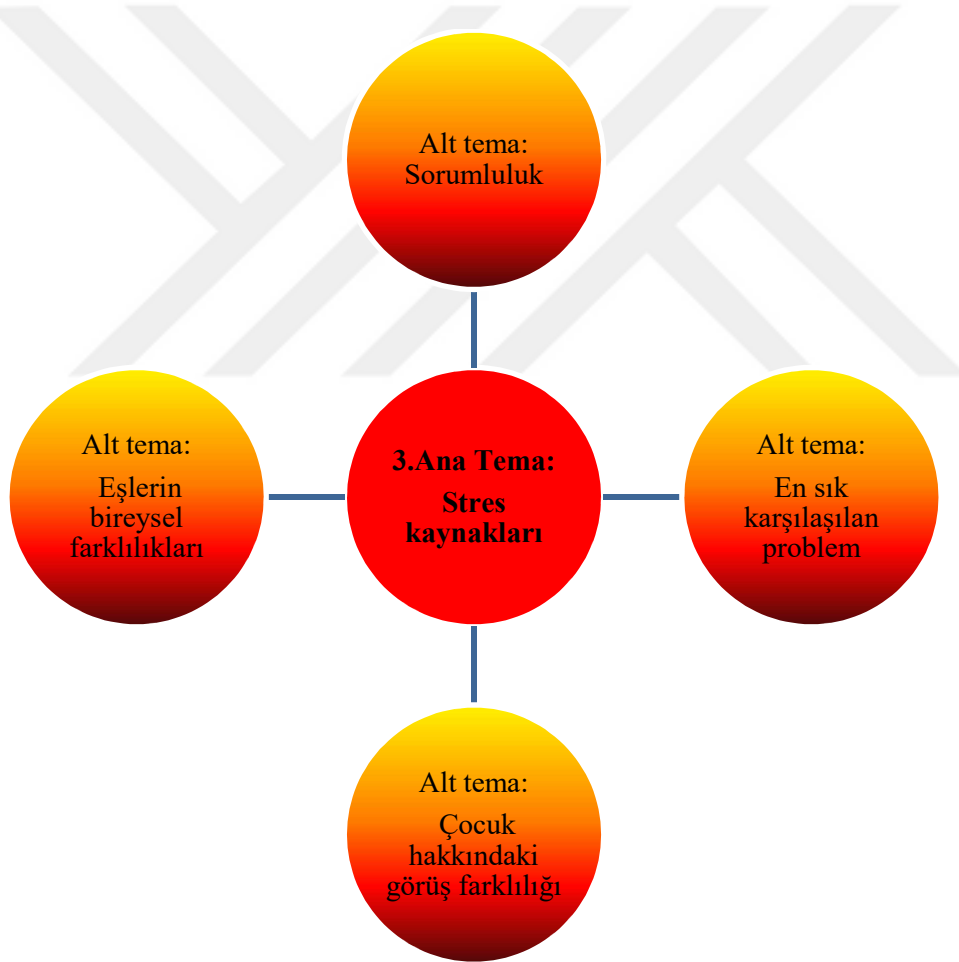 Alt tema:
Sorumluluk
Alt tema:
Eşlerin
bireysel
farklılıkları
3.Ana Tema:
Stres
kaynakları
Alt tema:
En sık
karşılaşılan
problem
Alt tema:
Çocuk
hakkındaki
görüş farklılığı